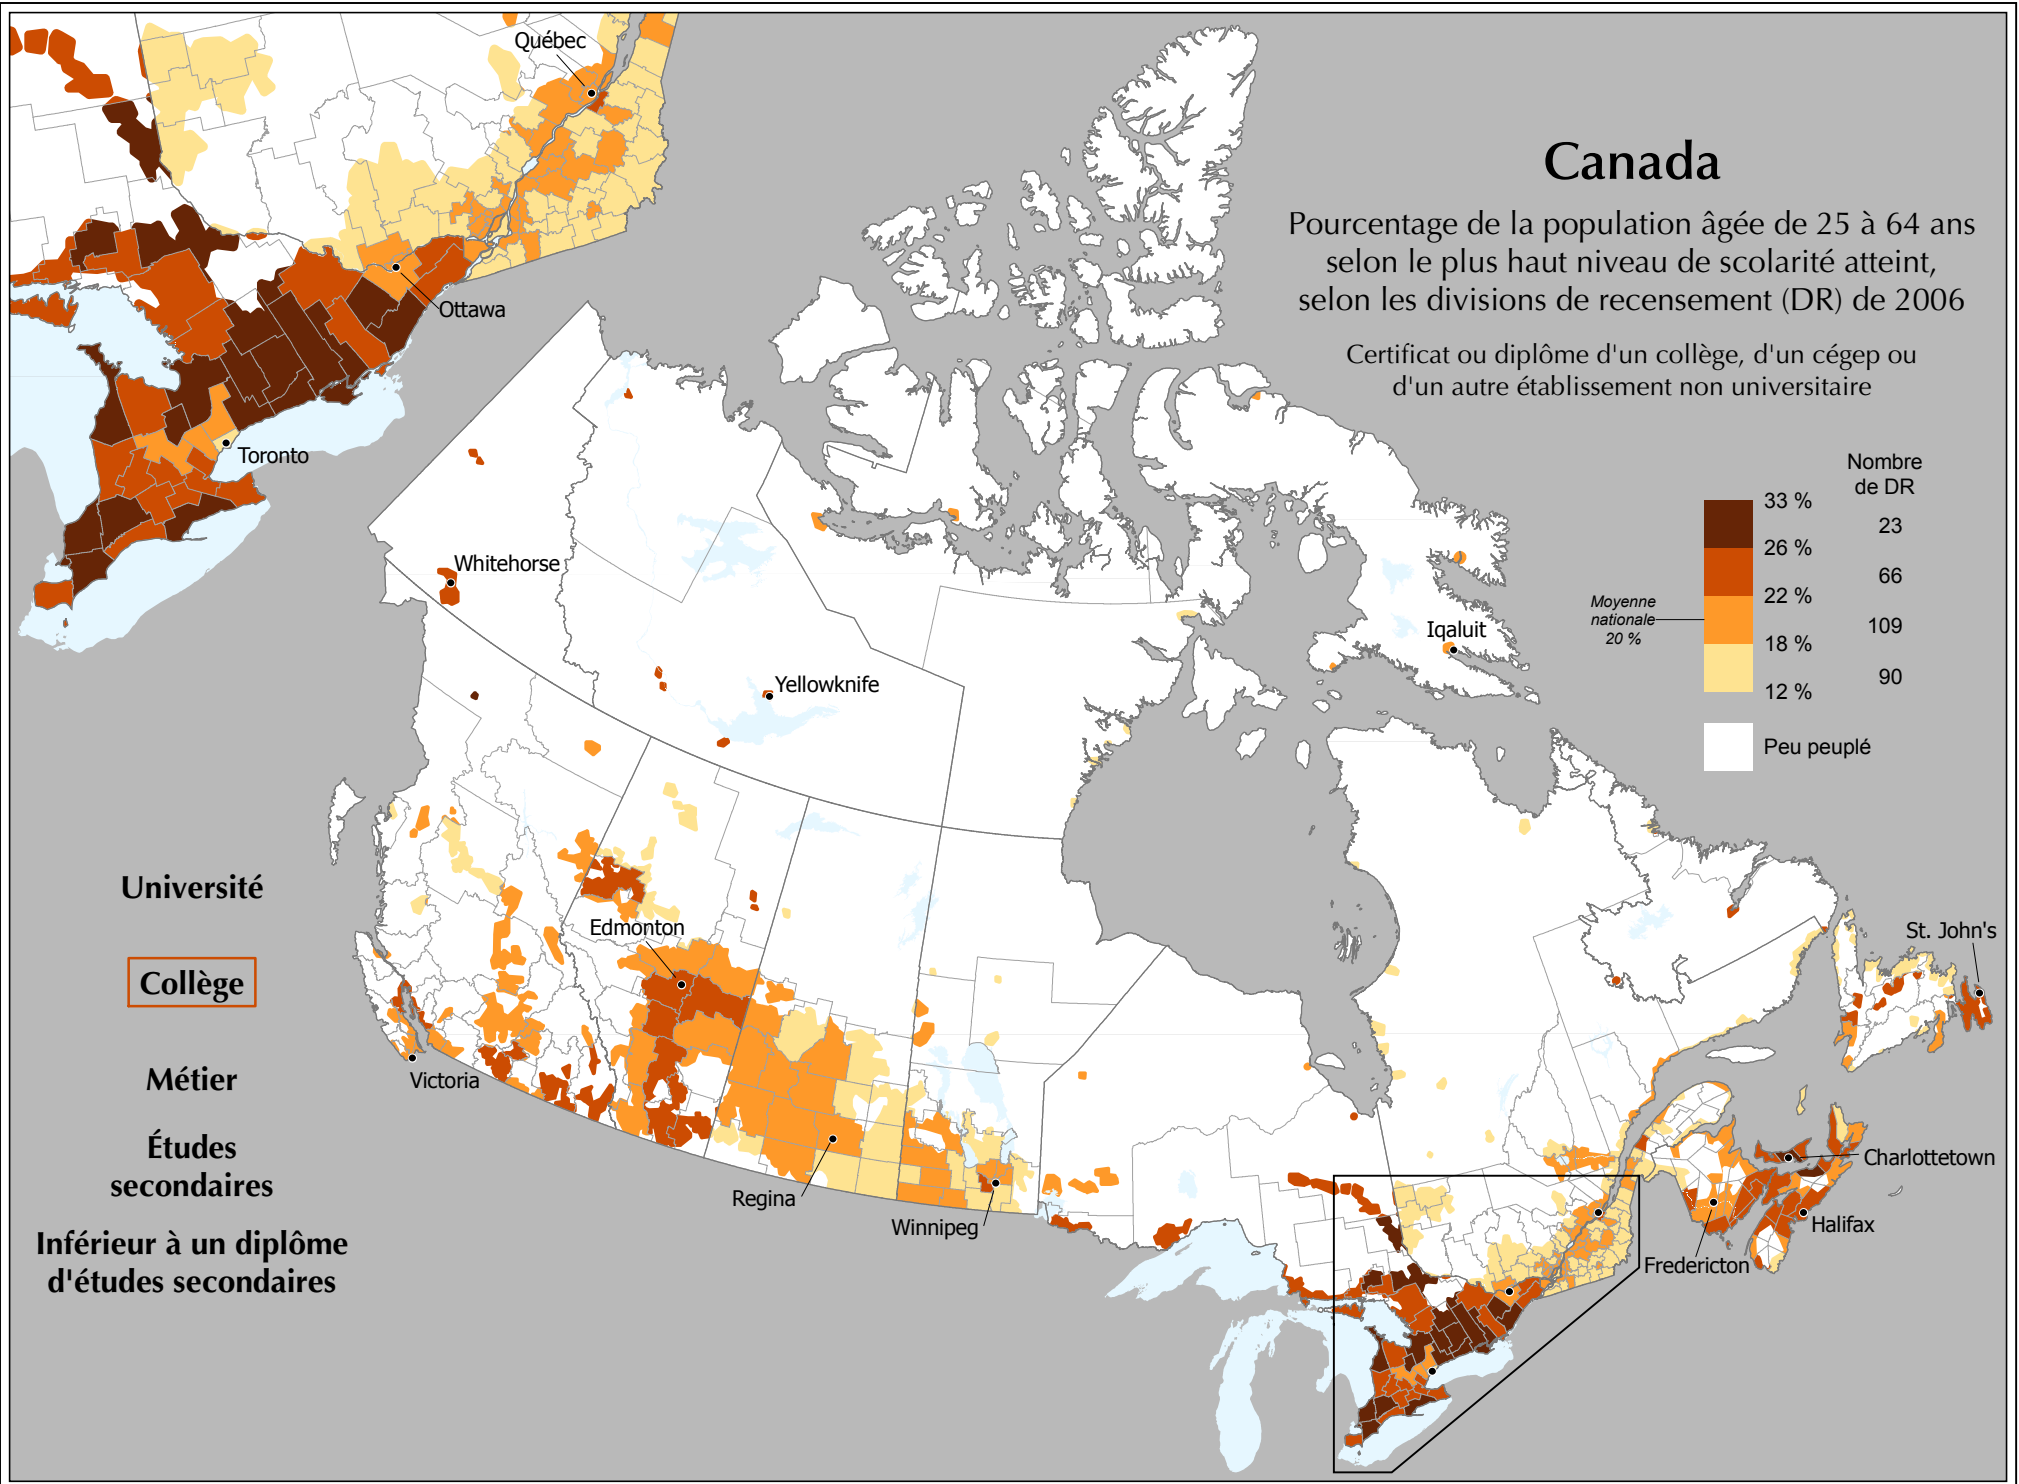 Canada
Pourcentage de la population âgée de 25 à 64 ans
selon le plus haut niveau de scolarité atteint,
selon les divisions de recensement (DR) de 2006
Certificat ou diplôme d'un collège, d'un cégep ou
d'un autre établissement non universitaire
Nombre
de DR
33 %
23
26 %
66
22 %
Moyenne
nationale
20 %
109
18 %
90
12 %
Peu peuplé
Québec
Ottawa
Toronto
Whitehorse
Yellowknife
Iqaluit
Edmonton
Victoria
Regina
Winnipeg
St. John's
Charlottetown
Halifax
Fredericton
Université
Collège
Métier
Études
secondaires
Inférieur à un diplôme
d'études secondaires